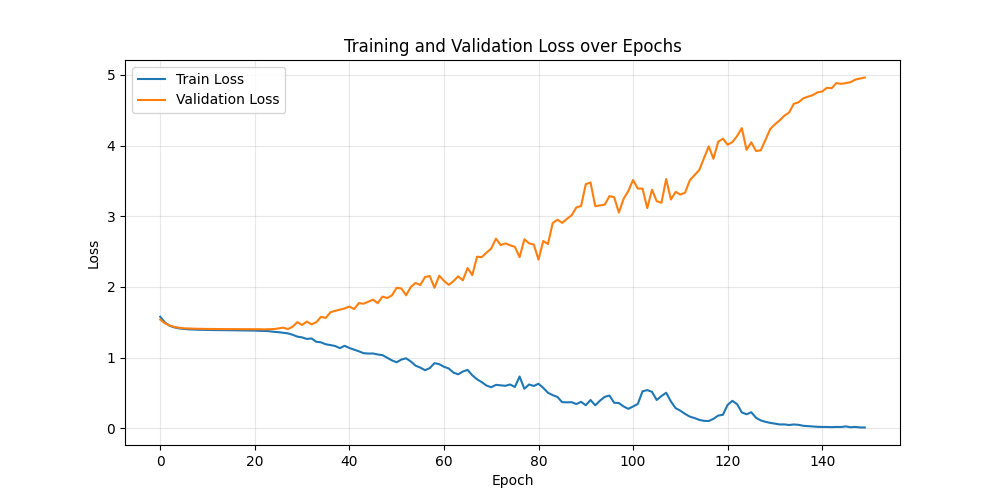 Training and Validation Loss over Epochs
Train Loss
Validation Loss
5
4
3
2
1
0
Loss
0 20 40 60 80 100 120 140
Epoch